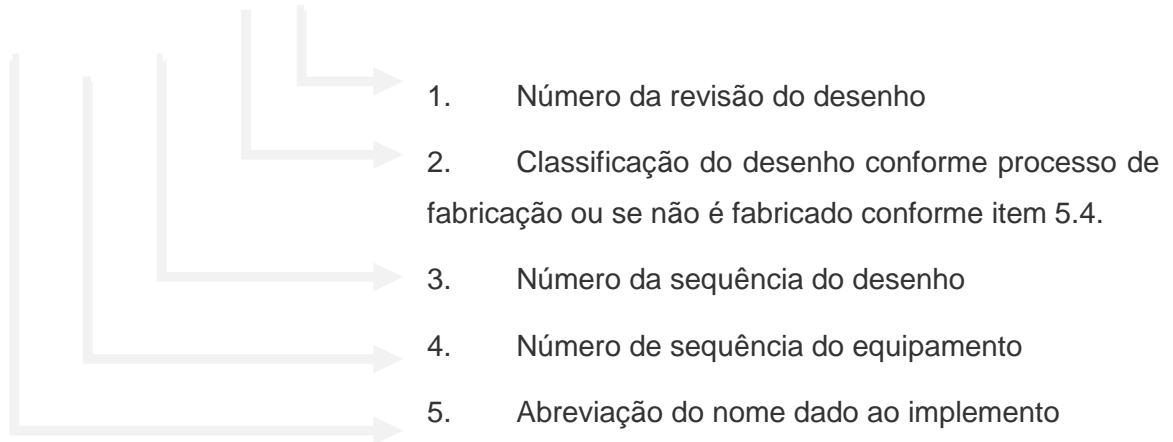 1. Número da revisão do desenho
2. Classificação do desenho conforme processo de
fabricação ou se não é fabricado conforme item 5.4.
3. Número da sequência do desenho
4. Número de sequência do equipamento
5. Abreviação do nome dado ao implemento